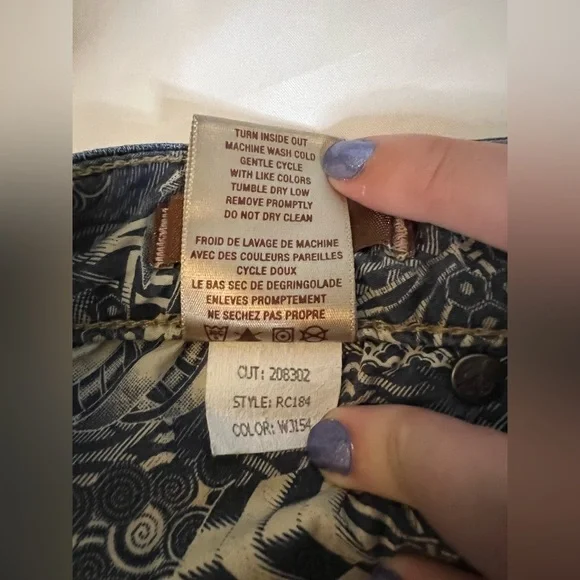 TURN INSIDE OUT
MACHINE WASH COLD
GENTLE CYCLE
WITH LIKE COLORS
TUMBLE DRY LOW
REMOVE PROMPTLY
DO NOT DRY CLEAN
FROID DE LAVAGE DE MACHINE
AVEC DES COULEURS PAREILLES
CYCLE DOUX
LE BAS SEC DE DEGRINGOLADE
ENLEVES PROMPTEMENT
NE SECHEZ PAS PROPRE
CUT: 208302
STYLE: RC184
COLOR: WJ154